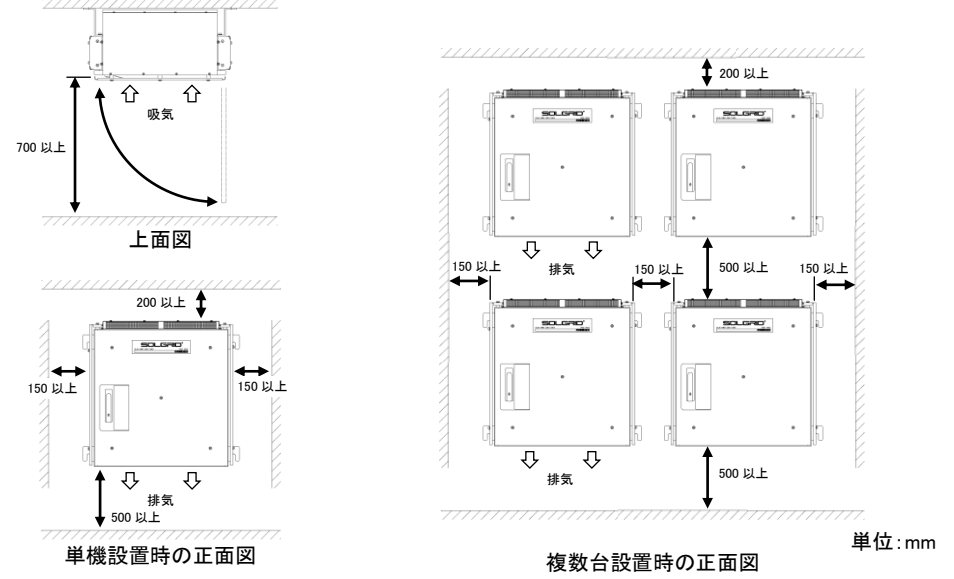 吸気
700 以上
上面図
200 以上
SOLGRID
150 以上
150 以上
排気
500 以上
単機設置時の正面図
200 以上
SOLGRID
SOLGRID
排気
500 以上
150 以上
150 以上
150 以上
SOLGRID
SOLGRID
排気
500 以上
複数台設置時の正面図
単位:mm